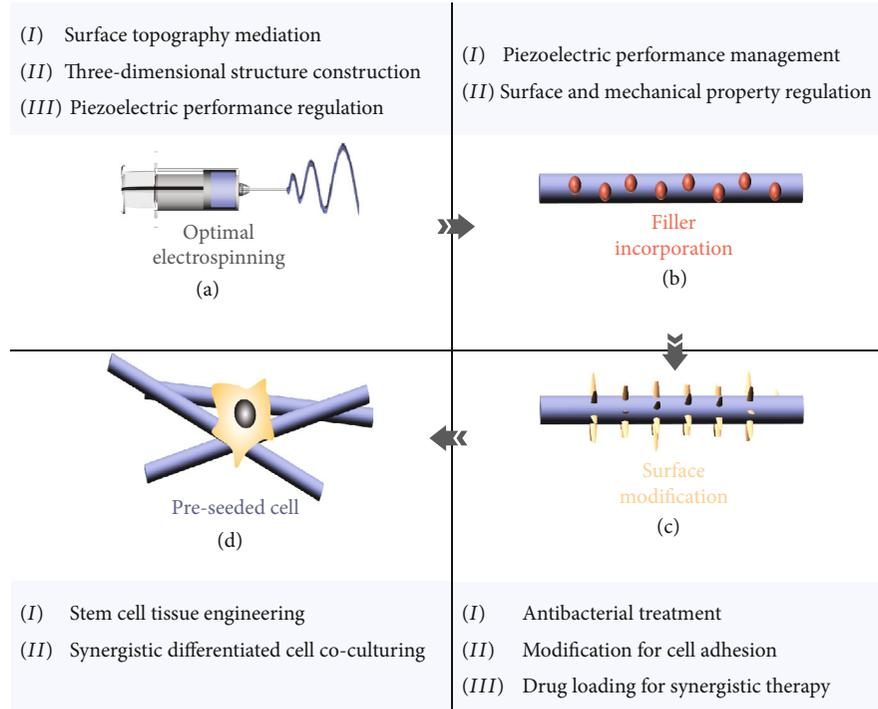 (I) Surface topography mediation
(II) Three-dimensional structure construction
(III) Piezoelectric performance regulation
Optimal
electrospinning
(a)
(I) Piezoelectric performance management
(II) Surface and mechanical property regulation
Filler
incorporation
(b)
Pre-seeded cell
(d)
(I) Stem cell tissue engineering
(II) Synergistic differentiated cell co-culturing
Surface
modification
(c)
(I) Antibacterial treatment
(II) Modification for cell adhesion
(III) Drug loading for synergistic therapy